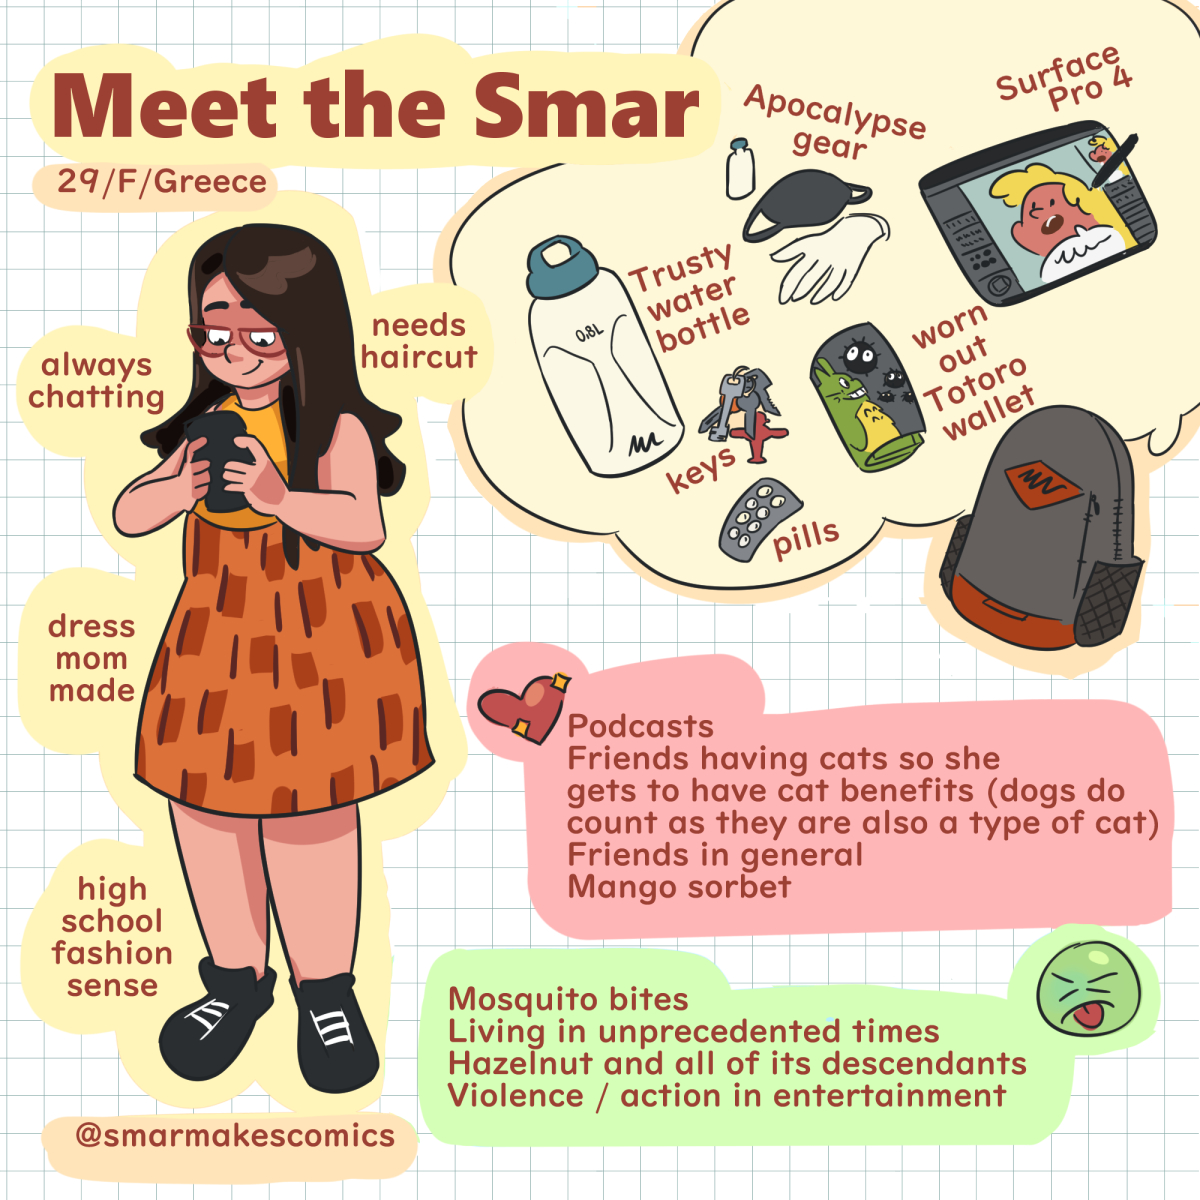 Meet the Smar
29/F/Greece
Apocalypse
gear
Surface
Pro 4
Trusty
water
bottle
0.8L
worn
out
Totoro
wallet
keys
pills
needs
haircut
always
chatting
dress
mom
made
high
school
fashion
sense
Podcasts
Friends having cats so she
gets to have cat benefits (dogs do
count as they are also a type of cat)
Friends in general
Mango sorbet
Mosquito bites
Living in unprecedented times
Hazelnut and all of its descendants
Violence / action in entertainment
@smarmakescomics